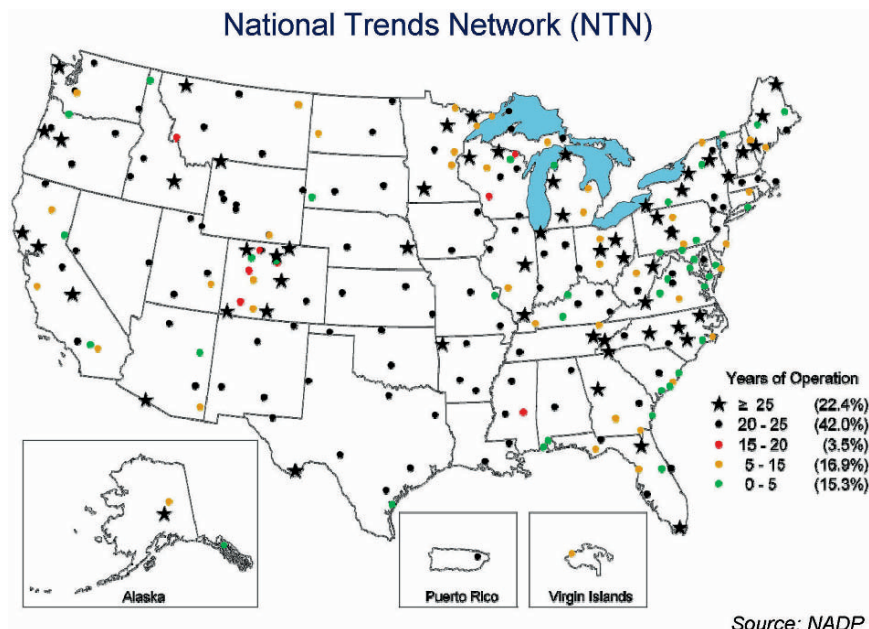 National Trends Network (NTN)
Years of Operation
≥ 25 (22.4%)
20 - 25 (42.0%)
15 - 20 (3.5%)
5 - 15 (16.9%)
0 - 5 (15.3%)
Alaska
Puerto Rico
Virgin Islands
Source: NADP